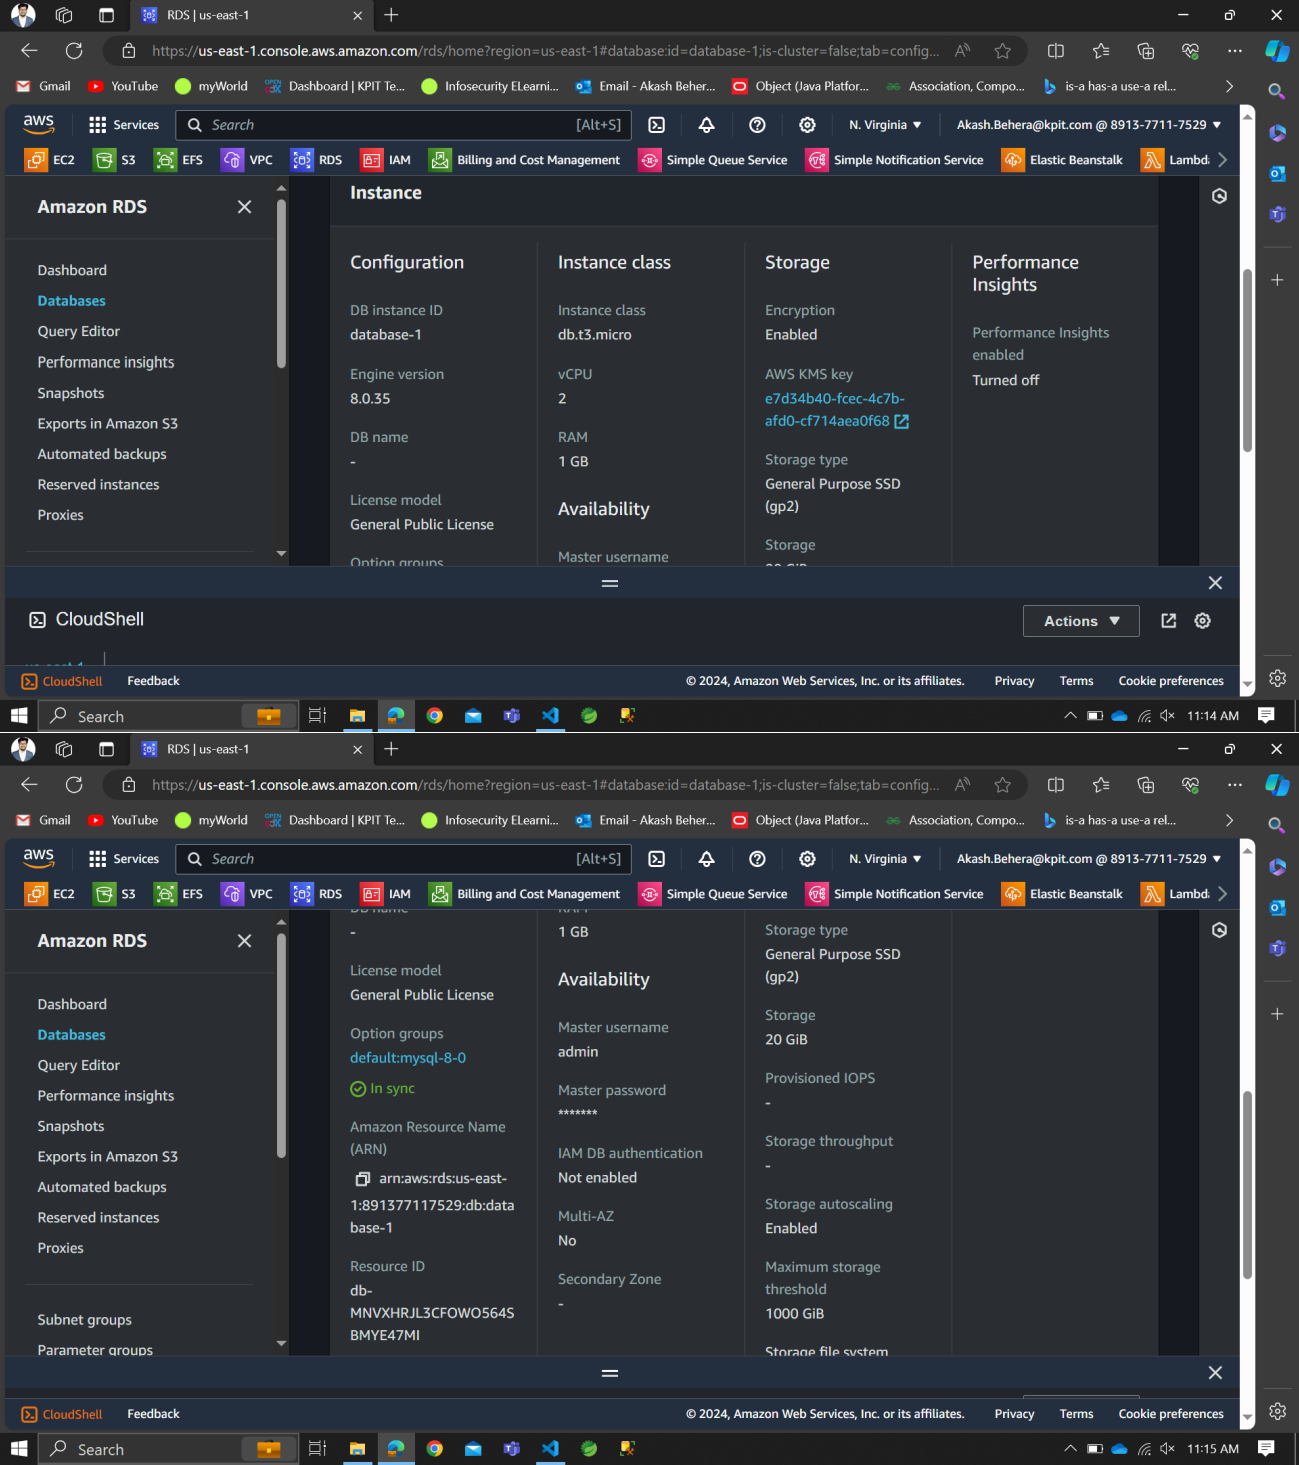 RDS | us-east-1
https://us-east-1.console.aws.amazon.com/rds/home?region=us-east-1#database:id=database-1;is-cluster=false;tab=config...
Gmail YouTube myWorld Dashboard | KPIT Te... Infosecurity ELearni... Email - Akash Beher... Object (Java Platfor... Association, Compo... is-a has-a use-a rel...
aws Services Search [Alt+S] N. Virginia Akash.Behera@kpit.com @ 8913-7711-7529
EC2 S3 EFS VPC RDS IAM Billing and Cost Management Simple Queue Service Simple Notification Service Elastic Beanstalk Lambd
Amazon RDS
Dashboard
Databases
Query Editor
Performance insights
Snapshots
Exports in Amazon S3
Automated backups
Reserved instances
Proxies
Instance
Configuration
DB instance ID
database-1
Engine version
8.0.35
DB name
-
License model
General Public License
Option groups
Instance class
Instance class
db.t3.micro
vCPU
2
RAM
1 GB
Availability
Master username
Storage
Encryption
Enabled
AWS KMS key
e7d34b40-fcec-4c7b-
afd0-cf714aea0f68
Storage type
General Purpose SSD
(gp2)
Storage
20 GiB
Performance
Insights
Performance Insights
enabled
Turned off
CloudShell
Actions
us-east-1
CloudShell Feedback © 2024, Amazon Web Services, Inc. or its affiliates. Privacy Terms Cookie preferences
Search 11:14 AM
RDS | us-east-1
https://us-east-1.console.aws.amazon.com/rds/home?region=us-east-1#database:id=database-1;is-cluster=false;tab=config...
Gmail YouTube myWorld Dashboard | KPIT Te... Infosecurity ELearni... Email - Akash Beher... Object (Java Platfor... Association, Compo... is-a has-a use-a rel...
aws Services Search [Alt+S] N. Virginia Akash.Behera@kpit.com @ 8913-7711-7529
EC2 S3 EFS VPC RDS IAM Billing and Cost Management Simple Queue Service Simple Notification Service Elastic Beanstalk Lambd
Amazon RDS
Dashboard
Databases
Query Editor
Performance insights
Snapshots
Exports in Amazon S3
Automated backups
Reserved instances
Proxies
Subnet groups
Parameter groups
DB name
-
License model
General Public License
Option groups
default:mysql-8-0
In sync
Amazon Resource Name
(ARN)
arn:aws:rds:us-east-
1:891377117529:db:data
base-1
Resource ID
db-
MNVXHRJL3CFOWO564S
BMYE47MI
RAM
1 GB
Availability
Master username
admin
Master password
*******
IAM DB authentication
Not enabled
Multi-AZ
No
Secondary Zone
-
Storage type
General Purpose SSD
(gp2)
Storage
20 GiB
Provisioned IOPS
-
Storage throughput
-
Storage autoscaling
Enabled
Maximum storage
threshold
1000 GiB
Storage file system
CloudShell Feedback © 2024, Amazon Web Services, Inc. or its affiliates. Privacy Terms Cookie preferences
Search 11:15 AM